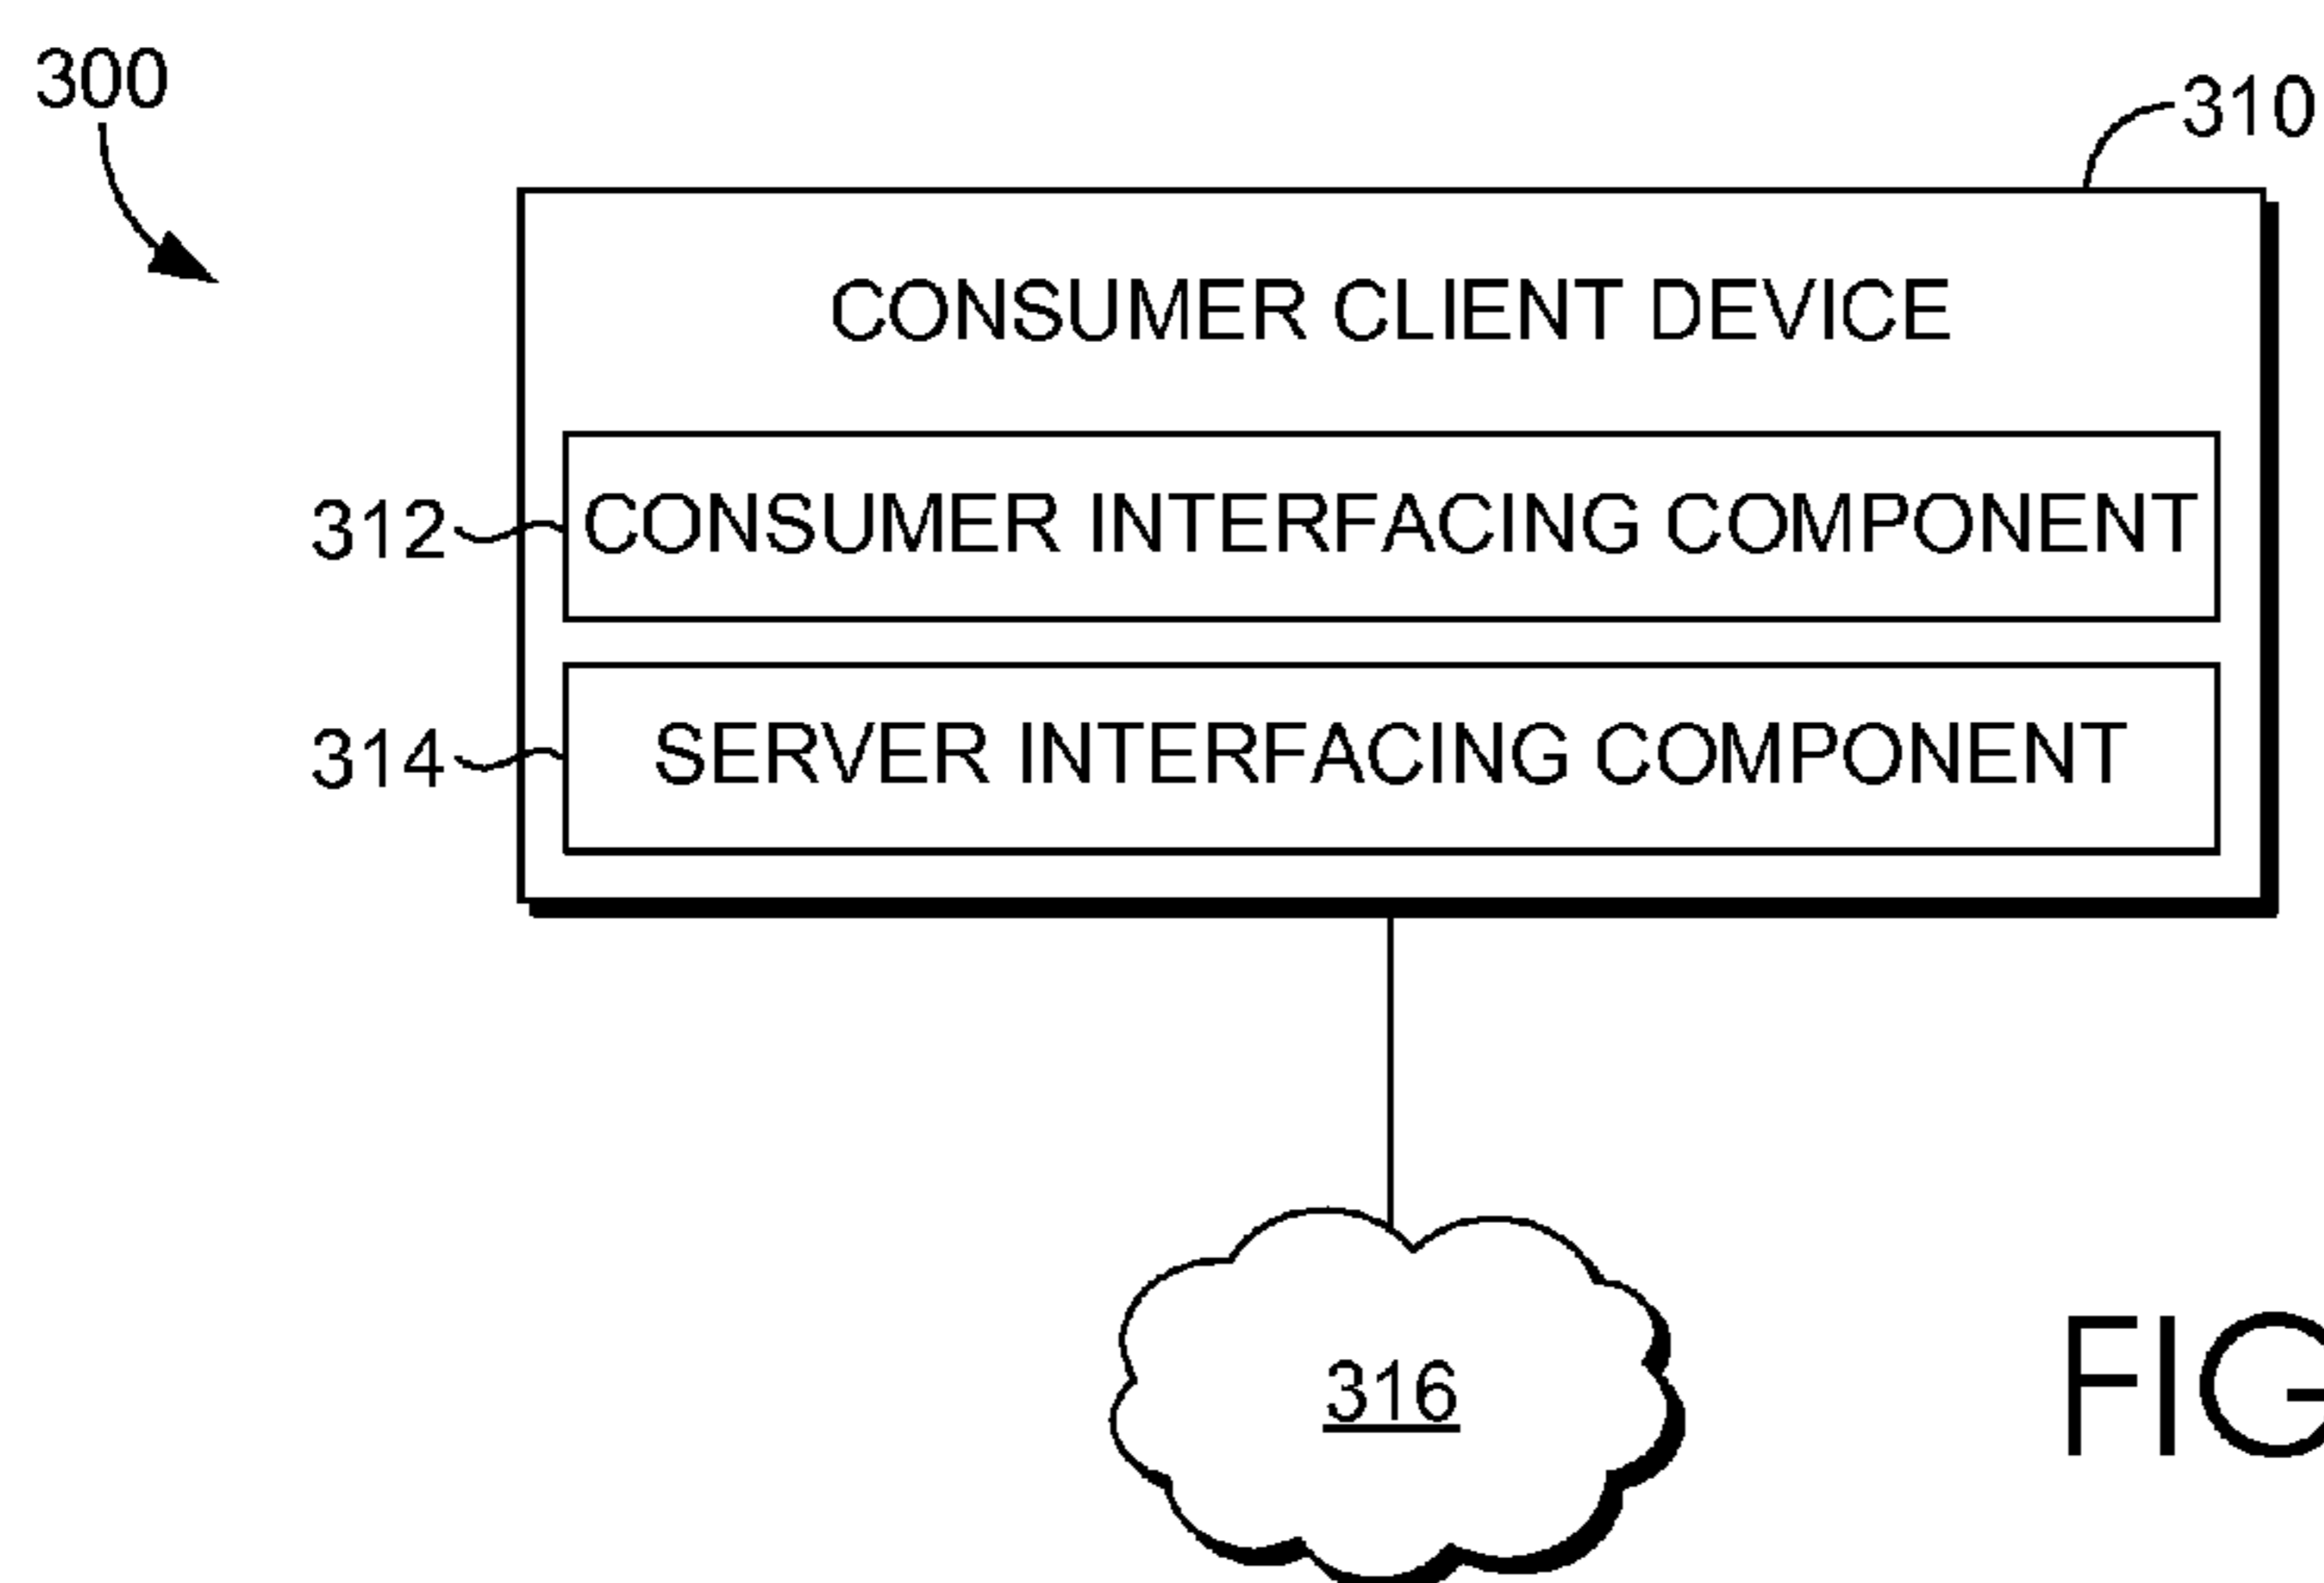 300
310
CONSUMER CLIENT DEVICE
312
CONSUMER INTERFACING COMPONENT
314
SERVER INTERFACING COMPONENT
316
FIG